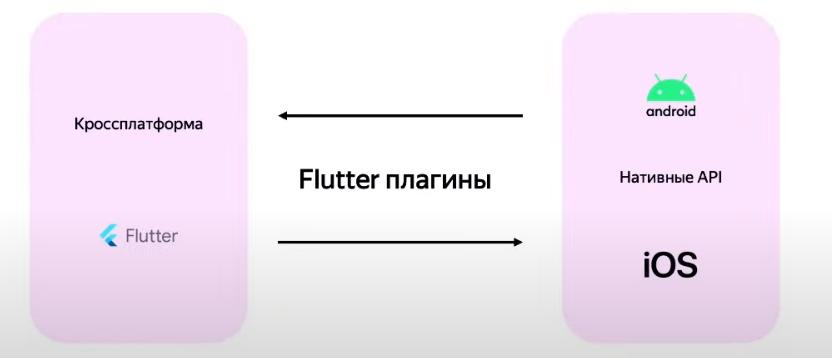 Кроссплатформа
Flutter
Flutter плагины
android
Нативные API
iOS